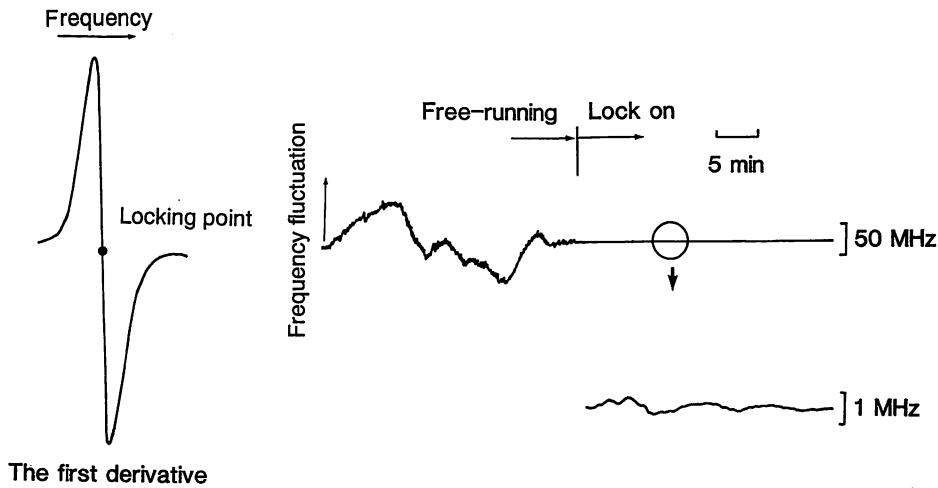 Frequency
Locking point
The first derivative
Frequency fluctuation
Free-running
Lock on
5 min
50 MHz
1 MHz